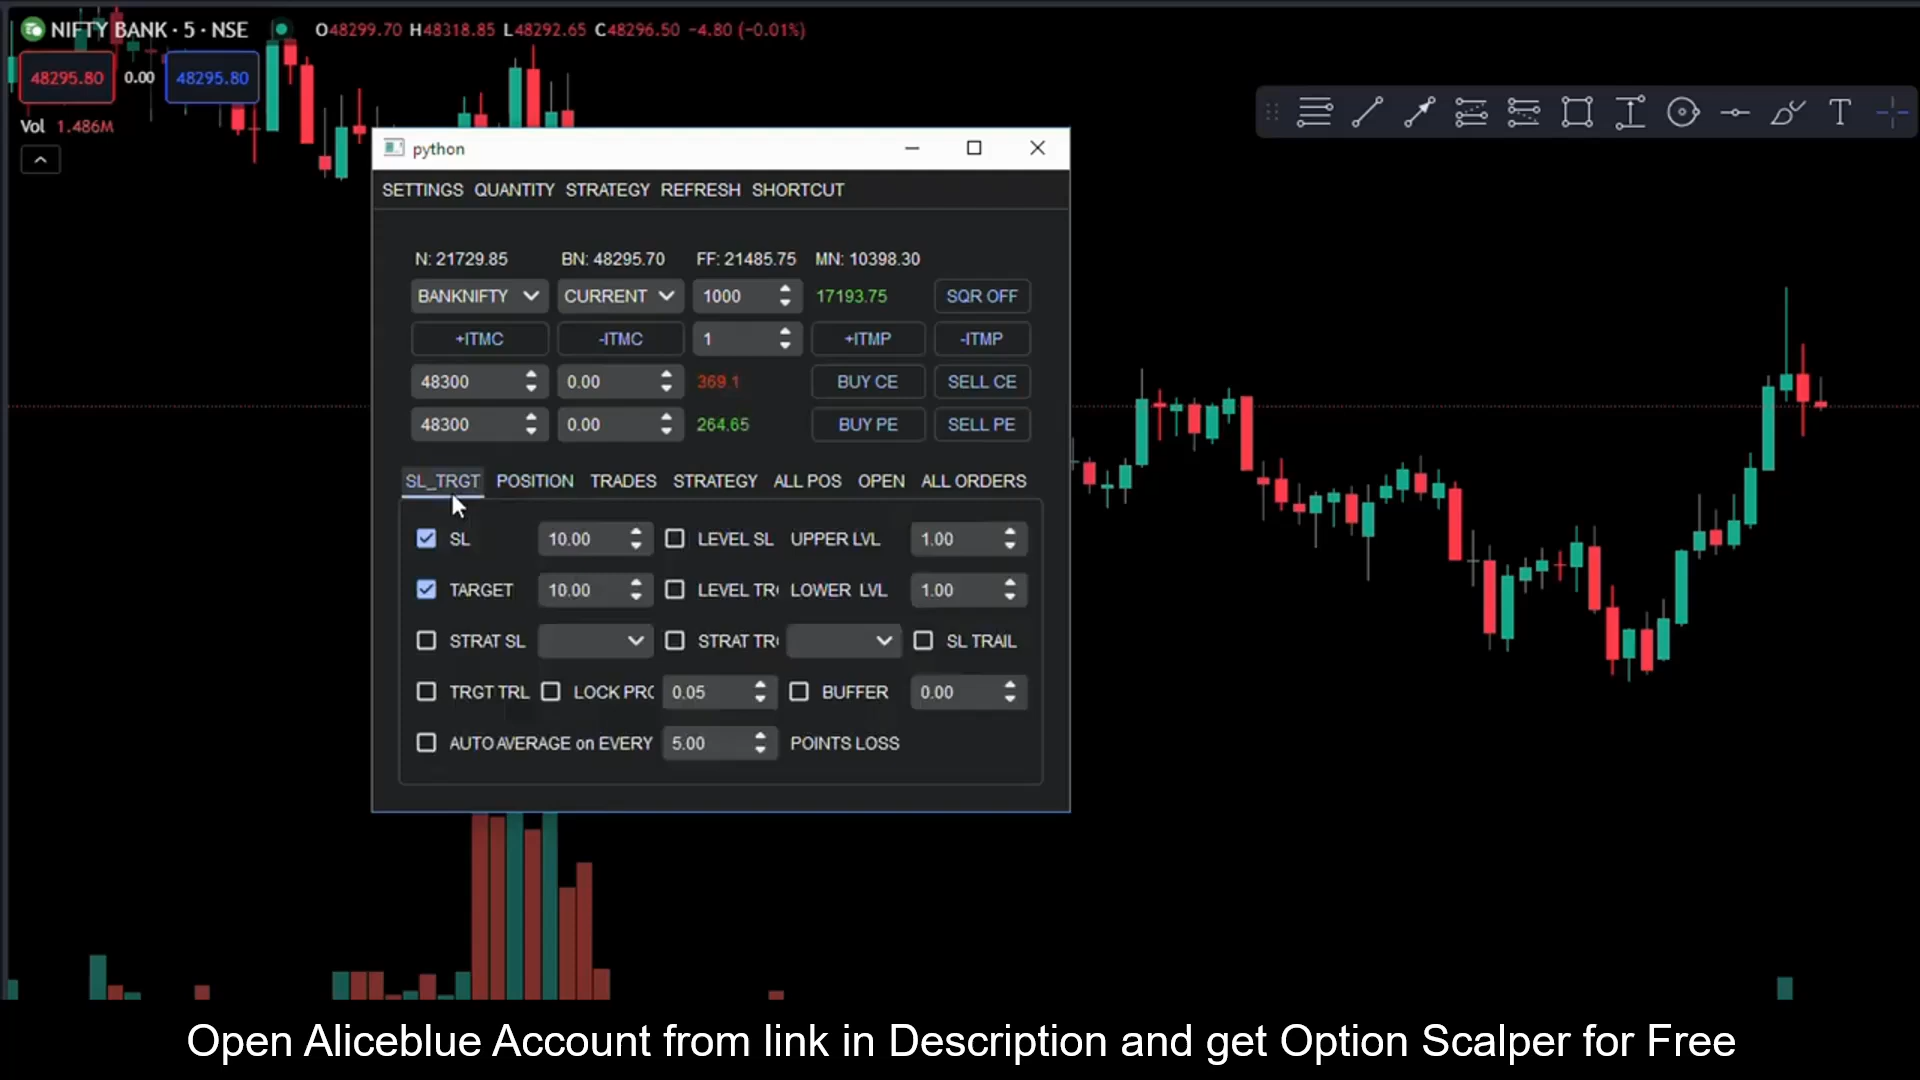 NIFTY BANK · 5 · NSE O48299.70 H48318.85 L48292.65 C48296.50 −4.80 (−0.01%)
48295.80 0.00 48295.80
Vol 1.486M
python
SETTINGS QUANTITY STRATEGY REFRESH SHORTCUT
N: 21729.85 BN: 48295.70 FF: 21485.75 MN: 10398.30
BANKNIFTY CURRENT 1000 17193.75 SQR OFF
+ITMC -ITMC 1 +ITMP -ITMP
48300 0.00 369.1 BUY CE SELL CE
48300 0.00 264.65 BUY PE SELL PE
SL_TRGT POSITION TRADES STRATEGY ALL POS OPEN ALL ORDERS
SL 10.00 LEVEL SL UPPER LVL 1.00
TARGET 10.00 LEVEL TR LOWER LVL 1.00
STRAT SL STRAT TR SL TRAIL
TRGT TRL LOCK PR 0.05 BUFFER 0.00
AUTO AVERAGE on EVERY 5.00 POINTS LOSS
Open Aliceblue Account from link in Description and get Option Scalper for Free